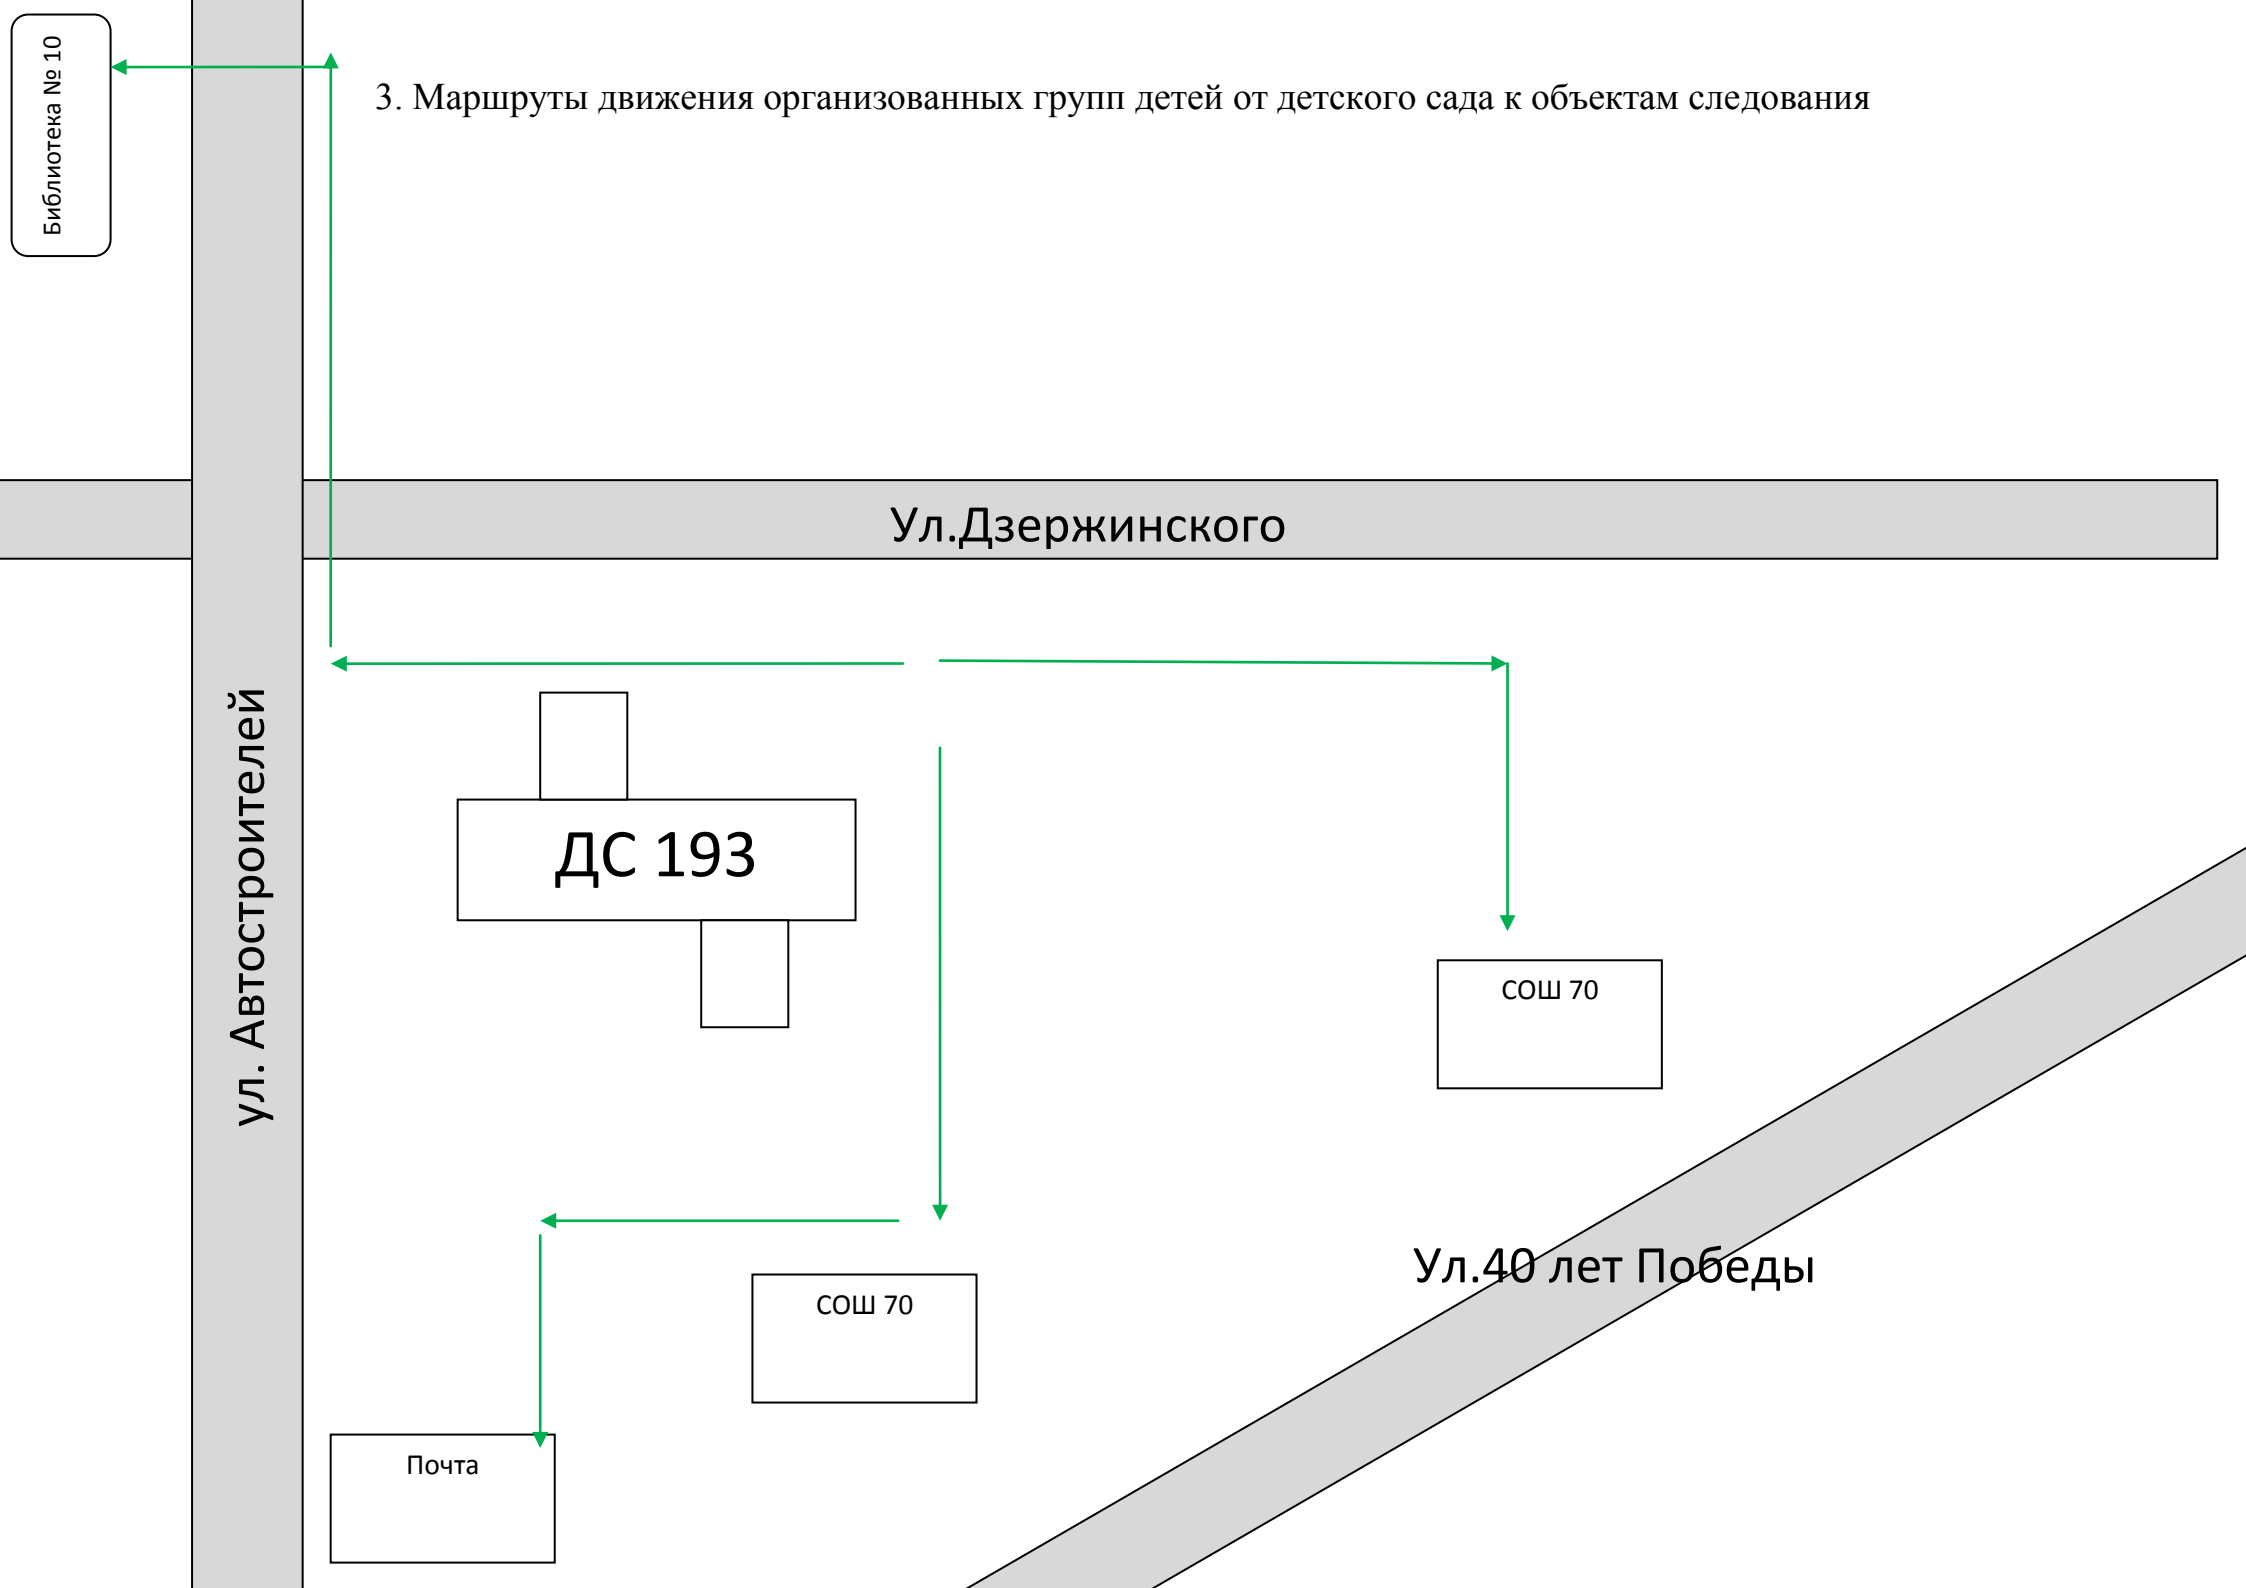 Библиотека № 10
3. Маршруты движения организованных групп детей от детского сада к объектам следования
Ул.Дзержинского
ул. Автостроителей
ДС 193
СОШ 70
Ул.40 лет Победы
СОШ 70
Почта